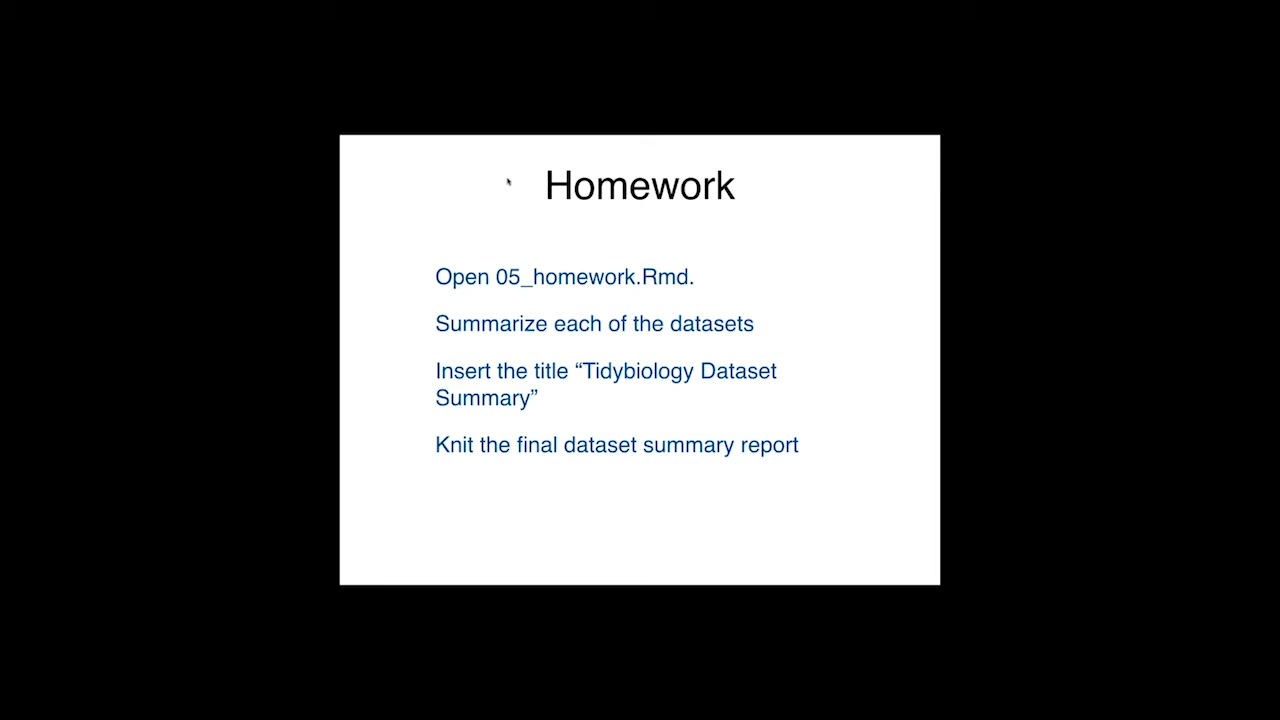 Homework
Open 05_homework.Rmd.
Summarize each of the datasets
Insert the title “Tidybiology Dataset
Summary”
Knit the final dataset summary report